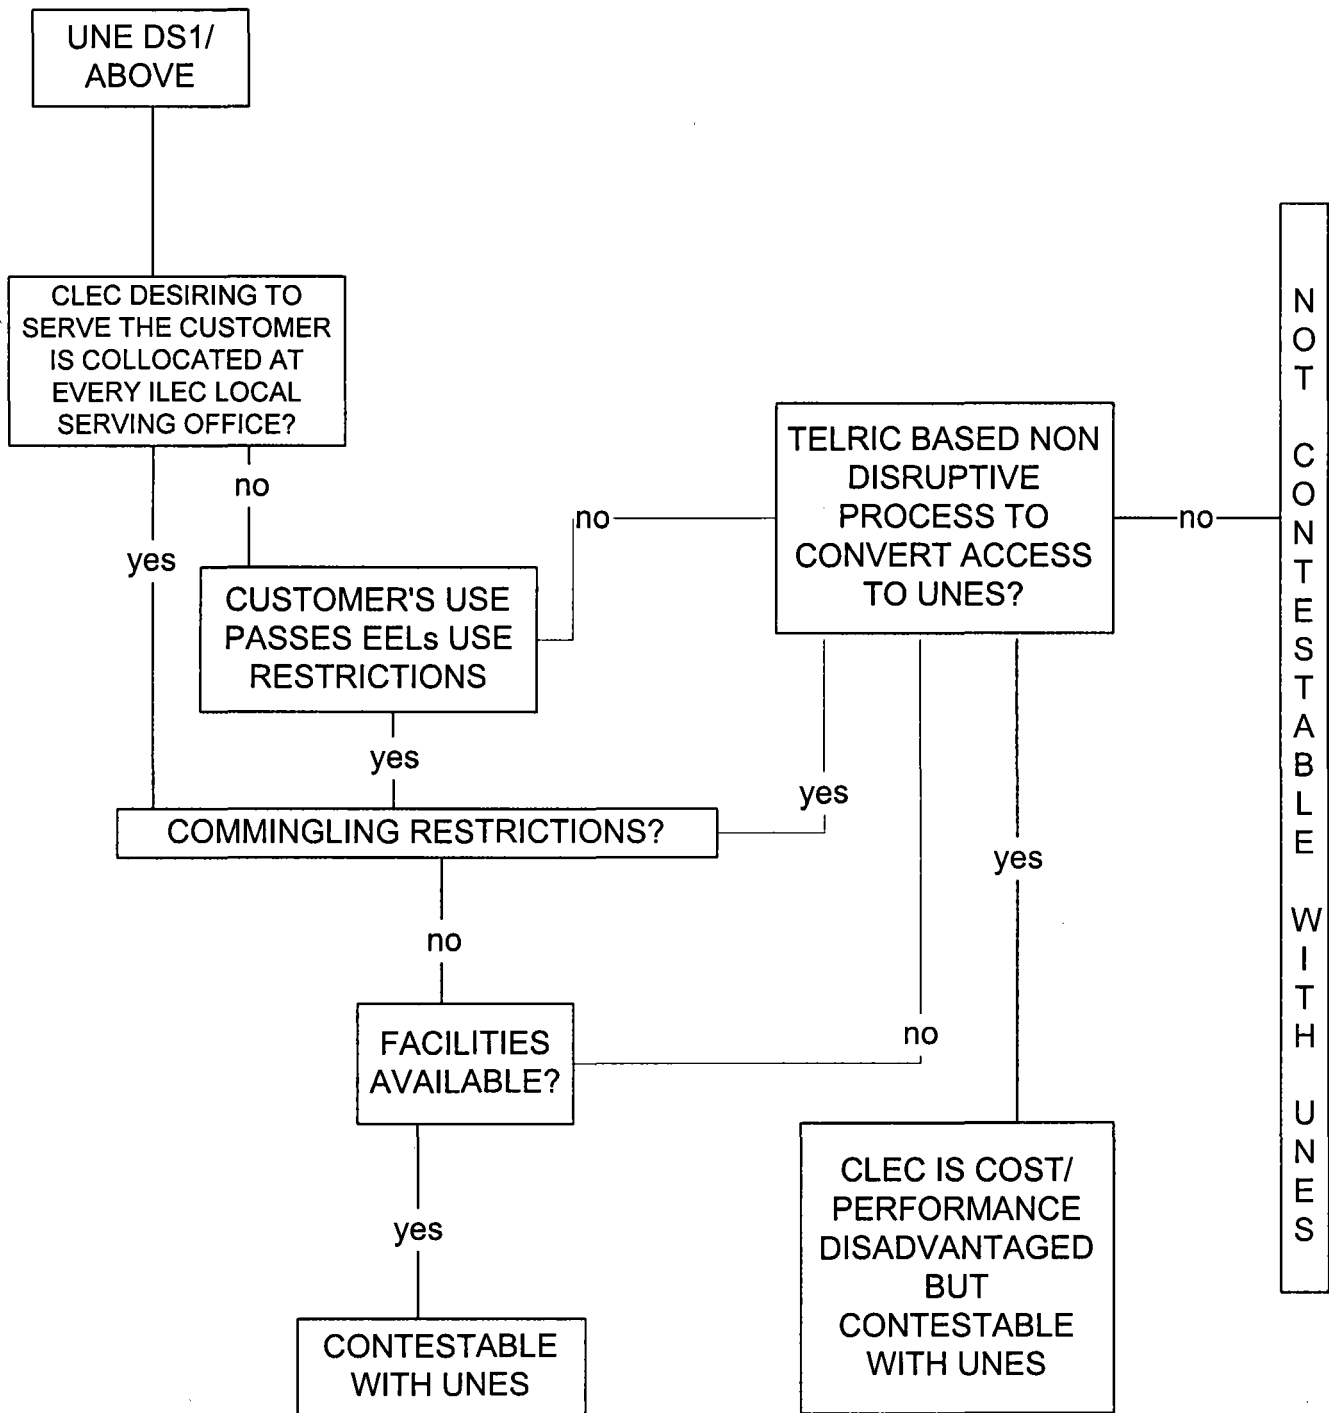 UNE DS1/
ABOVE
CLEC DESIRING TO
SERVE THE CUSTOMER
IS COLLOCATED AT
EVERY ILEC LOCAL
SERVING OFFICE?
no
yes
CUSTOMER'S USE
PASSES EELs USE
RESTRICTIONS
no
yes
COMMINGLING RESTRICTIONS?
yes
no
FACILITIES
AVAILABLE?
no
yes
CONTESTABLE
WITH UNES
TELRIC BASED NON
DISRUPTIVE
PROCESS TO
CONVERT ACCESS
TO UNES?
no
yes
CLEC IS COST/
PERFORMANCE
DISADVANTAGED
BUT
CONTESTABLE
WITH UNES
NOT CONTESTABLE WITH UNES